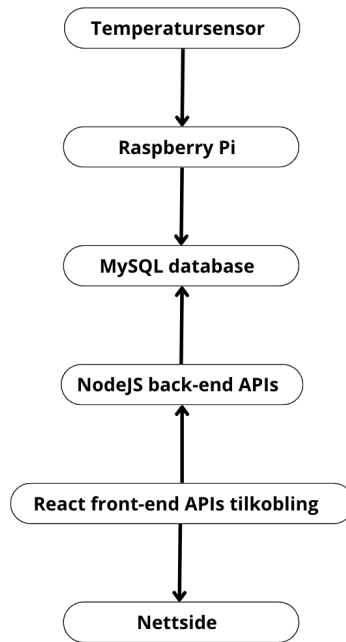 Temperatursensor
Raspberry Pi
MySQL database
NodeJS back-end APIs
React front-end APIs tilkobling
Nettside